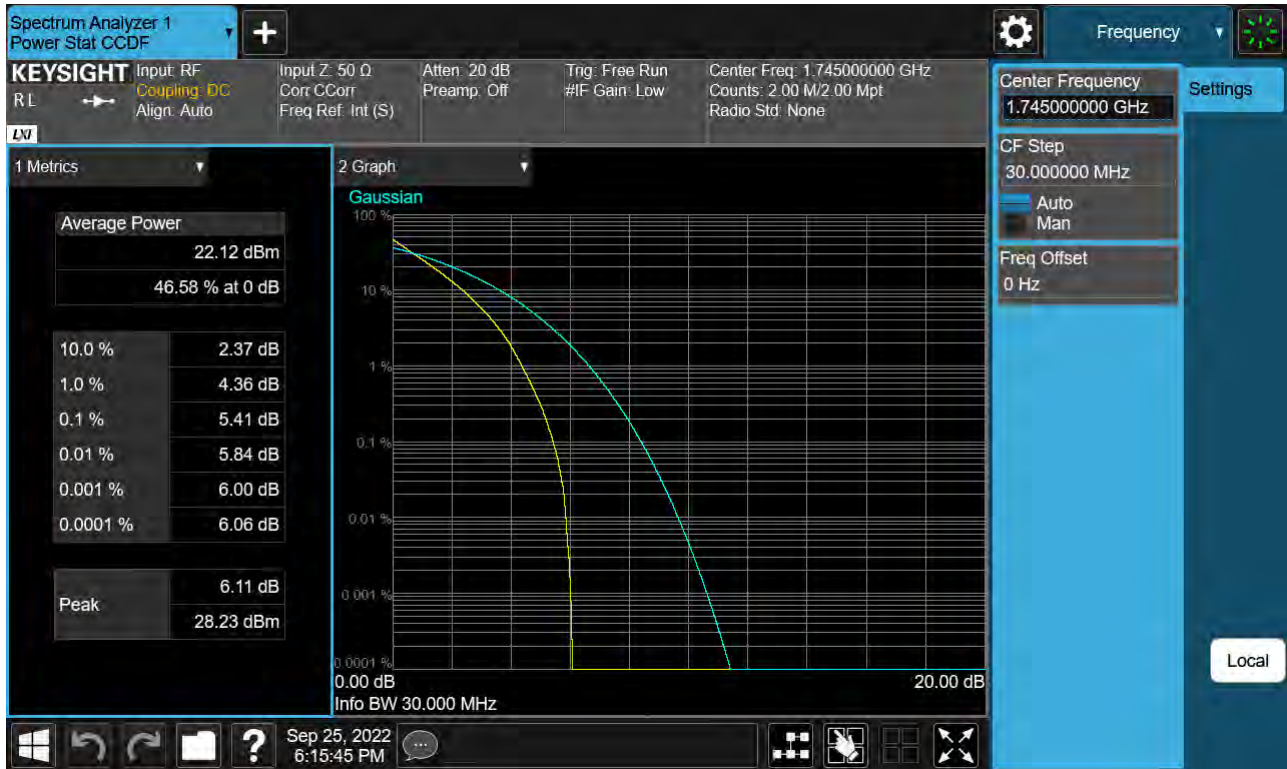 Spectrum Analyzer 1
Power Stat CCDF
+
Frequency
KEYSIGHT
RL
LXI
Input: RF
Coupling: DC
Align: Auto
Input Z: 50 Ω
Corr CCorr
Freq Ref: Int (S)
Atten: 20 dB
Preamp: Off
Trig: Free Run
#IF Gain: Low
Center Freq: 1.745000000 GHz
Counts: 2.00 M/2.00 Mpt
Radio Std: None
Center Frequency
1.745000000 GHz
Settings
CF Step
30.000000 MHz
Auto
Man
Freq Offset
0 Hz
Local
1 Metrics
Average Power
22.12 dBm
46.58 % at 0 dB
10.0 % 2.37 dB
1.0 % 4.36 dB
0.1 % 5.41 dB
0.01 % 5.84 dB
0.001 % 6.00 dB
0.0001 % 6.06 dB
Peak
6.11 dB
28.23 dBm
2 Graph
Gaussian
100 %
10 %
1 %
0.1 %
0.01 %
0.001 %
0.0001 %
0.00 dB 20.00 dB
Info BW 30.000 MHz
?
Sep 25, 2022
6:15:45 PM